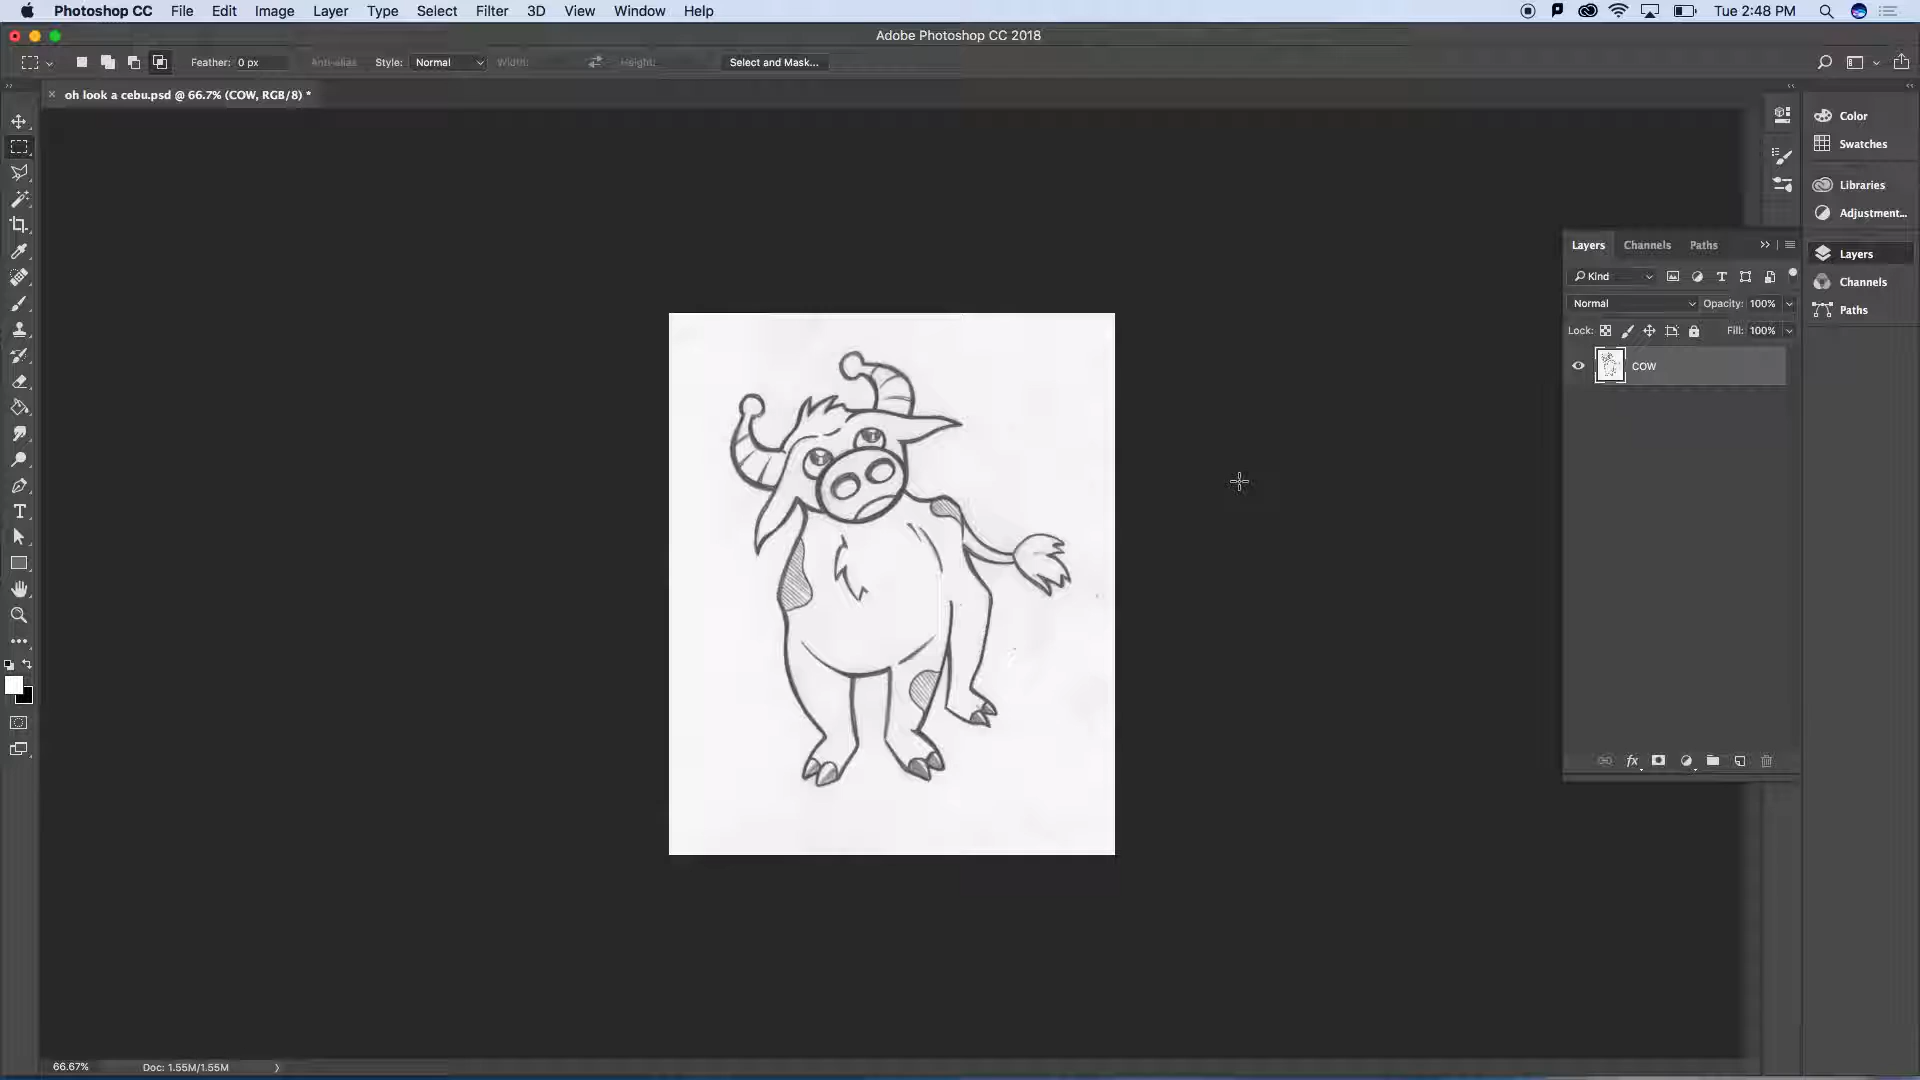 Photoshop CC File Edit Image Layer Type Select Filter 3D View Window Help Tue 2:48 PM
Adobe Photoshop CC 2018
Feather: 0 px Anti-alias Style: Normal Width: Height: Select and Mask...
oh look a cebu.psd @ 66.7% (COW, RGB/8) *
Color
Swatches
Libraries
Adjustment...
Layers
Channels
Paths
Layers Channels Paths
Kind
Normal Opacity: 100%
Lock: Fill: 100%
COW
fx
66.67% Doc: 1.55M/1.55M